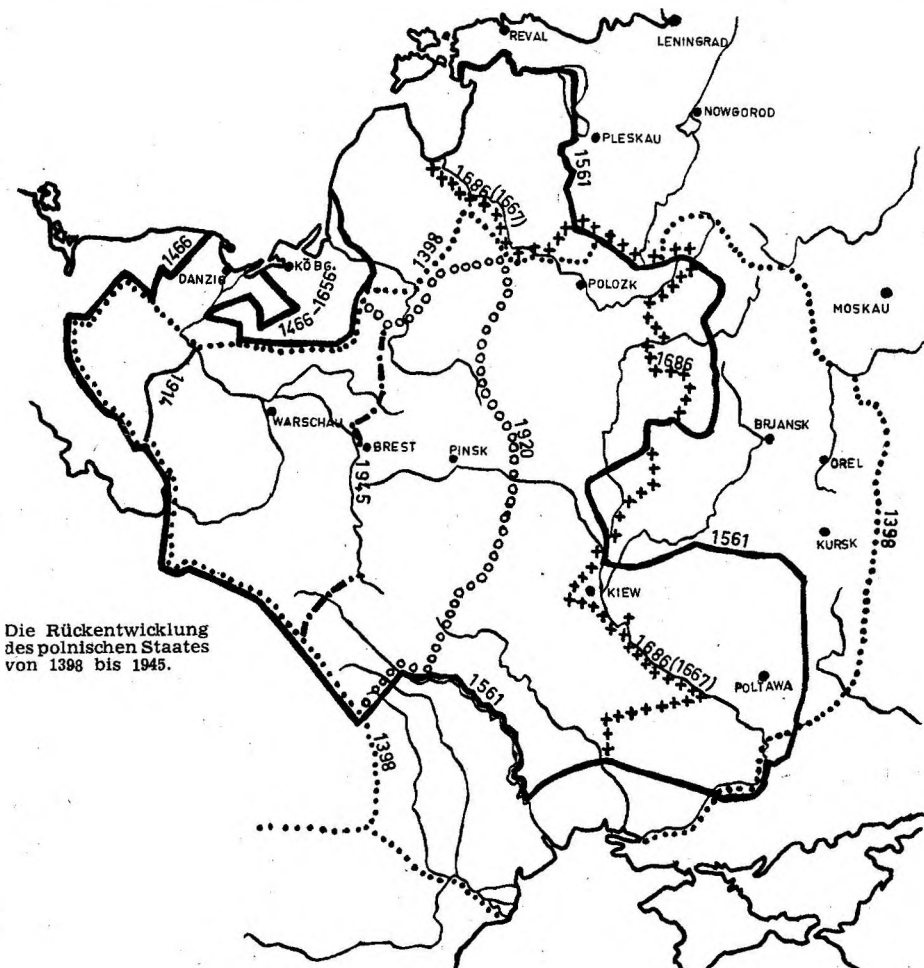 REVAL
LENINGRAD
NOWGOROD
PLESKAU
1561
1686(1667)
1398
1466
DANZIG
KÖBG.
1466-1656
POLOZK
MOSKAU
1686
1914
WARSCHAU
BREST
PINSK
1920
BRJANSK
OREL
1945
1398
KURSK
1561
KIEW
Die Rückentwicklung
des polnischen Staates
von 1398 bis 1945.
1686(1667)
POLTAWA
1561
1398